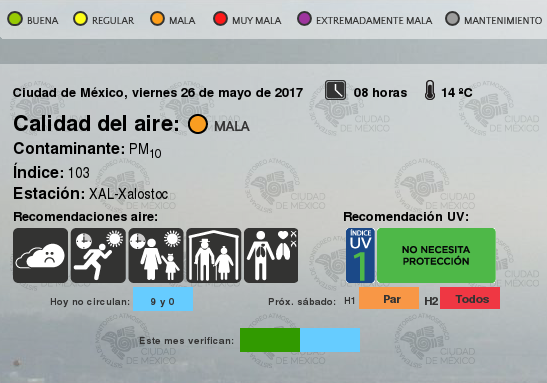 BUENA REGULAR MALA MUY MALA EXTREMADAMENTE MALA MANTENIMIENTO
Ciudad de México, viernes 26 de mayo de 2017 08 horas 14 ºC
Calidad del aire: MALA
Contaminante: PM10
Índice: 103
Estación: XAL-Xalostoc
Recomendaciones aire: Recomendación UV:
ÍNDICE
UV
1
NO NECESITA
PROTECCIÓN
Hoy no circulan: 9 y 0 Próx. sábado: H1 Par H2 Todos
Este mes verifican: